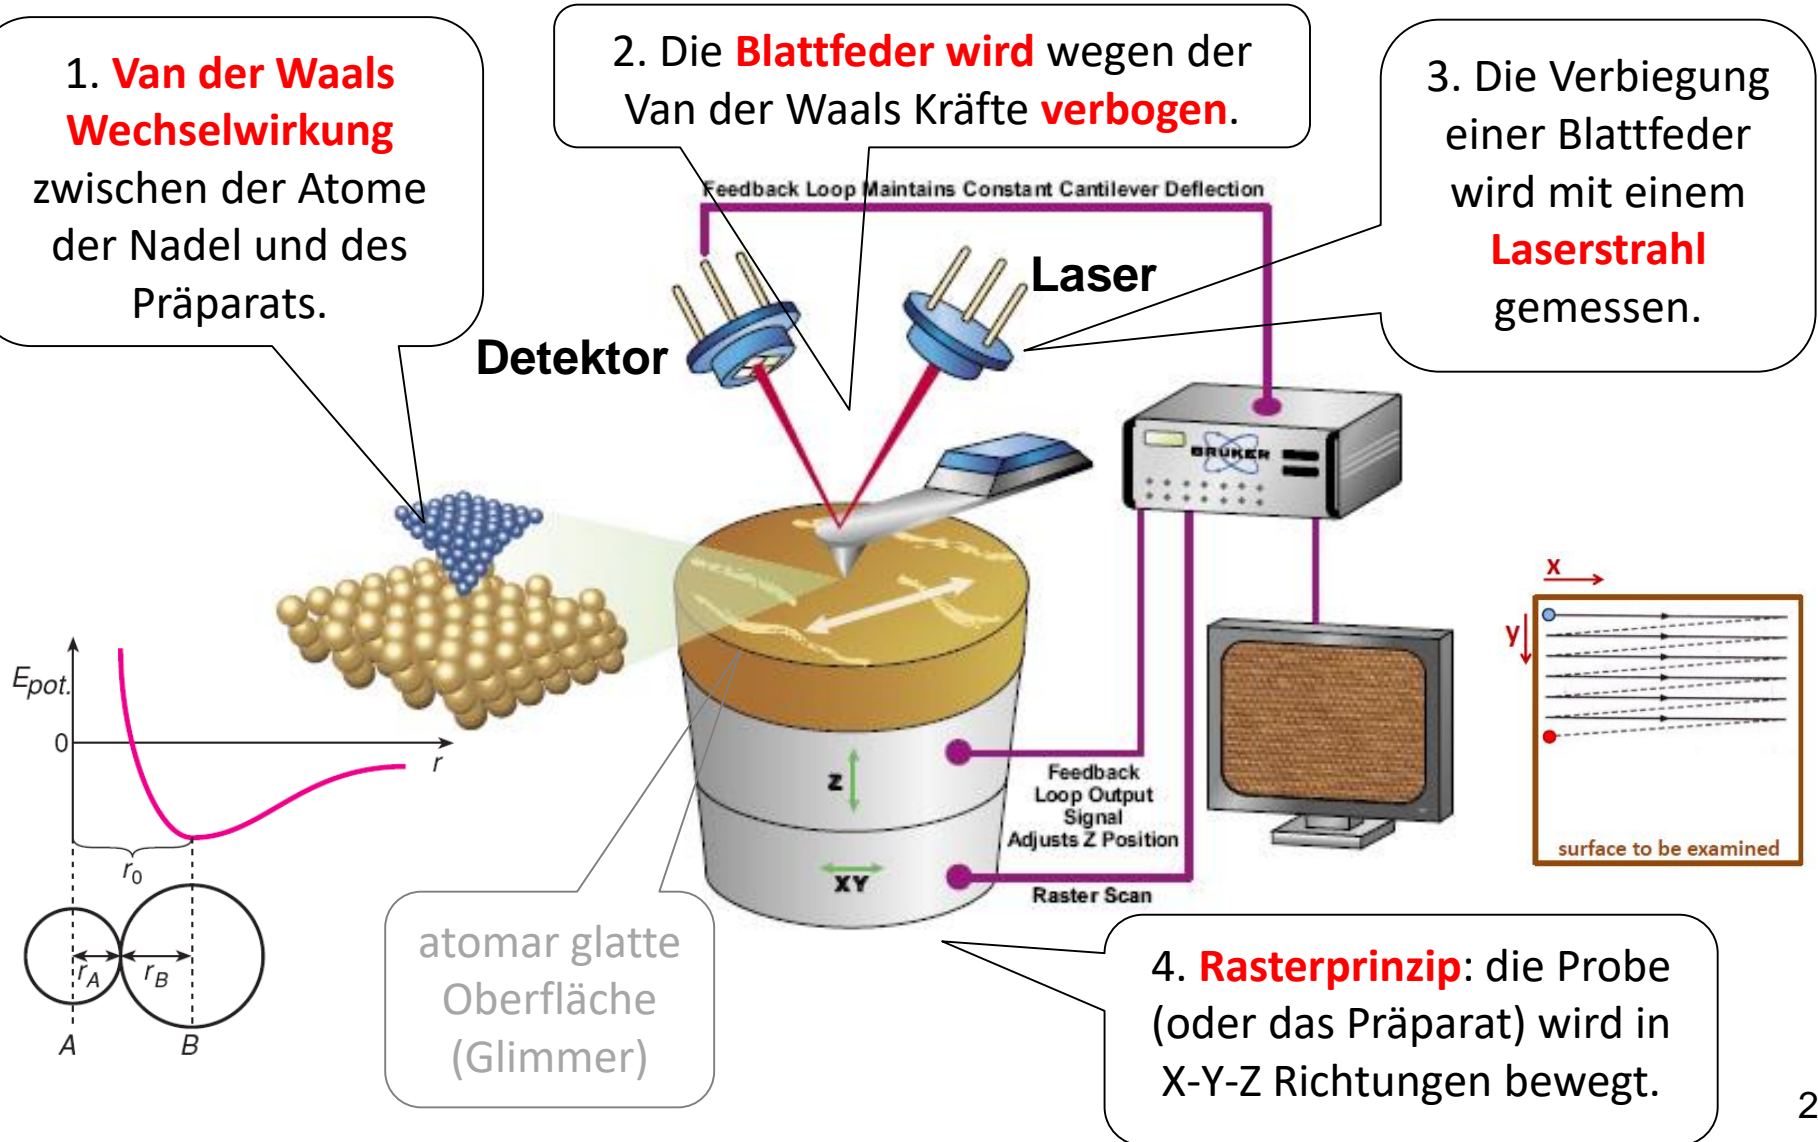 1. Van der Waals
Wechselwirkung
zwischen der Atome
der Nadel und des
Präparats.
2. Die Blattfeder wird wegen der
Van der Waals Kräfte verbogen.
3. Die Verbiegung
einer Blattfeder
wird mit einem
Laserstrahl
gemessen.
Feedback Loop Maintains Constant Cantilever Deflection
Laser
Detektor
BRUKER
x
y
surface to be examined
Epot.
0
r
r0
rA
rB
A
B
Z
Feedback
Loop Output
Signal
Adjusts Z Position
XY
Raster Scan
atomar glatte
Oberfläche
(Glimmer)
4. Rasterprinzip: die Probe
(oder das Präparat) wird in
X-Y-Z Richtungen bewegt.
2